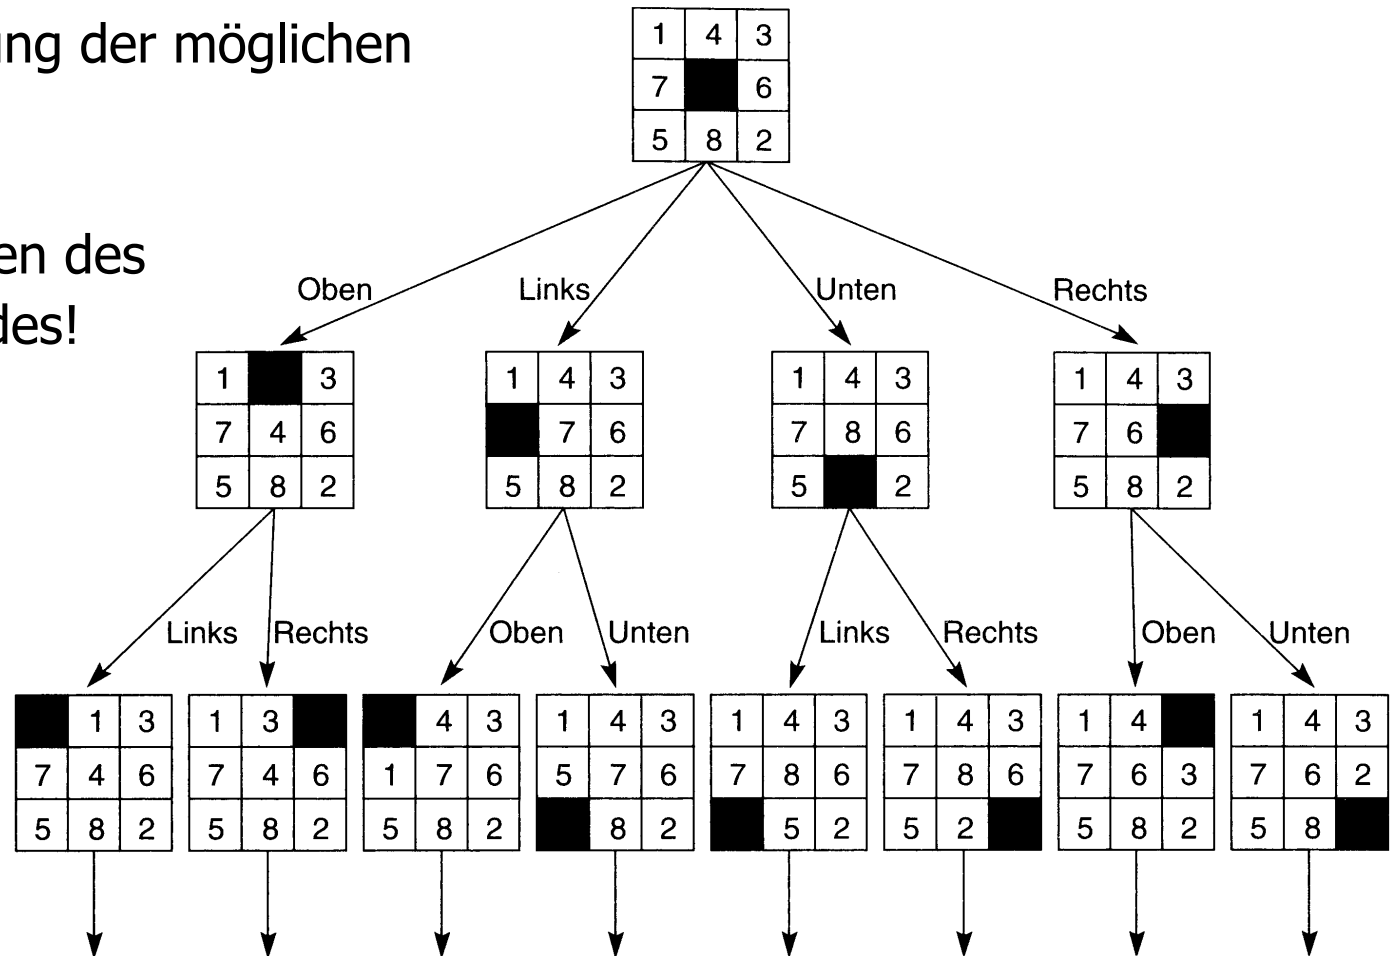 ung der möglichen
en des
des!
1 4 3
7 6
5 8 2
Oben Links Unten Rechts
1 3
7 4 6
5 8 2
1 4 3
7 6
5 8 2
1 4 3
7 8 6
5 2
1 4 3
7 6
5 8 2
Links Rechts Oben Unten Links Rechts Oben Unten
1 3
7 4 6
5 8 2
1 3
7 4 6
5 8 2
4 3
1 7 6
5 8 2
1 4 3
5 7 6
8 2
1 4 3
7 8 6
5 2
1 4 3
7 8 6
5 2
1 4
7 6 3
5 8 2
1 4 3
7 6 2
5 8